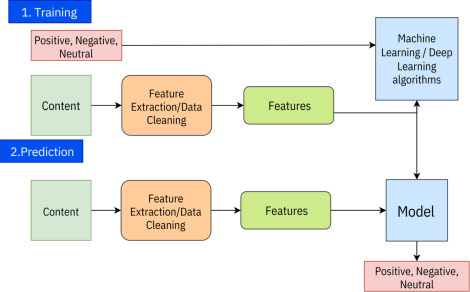 1. Training
Positive, Negative,
Neutral
Machine
Learning / Deep
Learning
algorithms
Content
Feature
Extraction/Data
Cleaning
Features
2.Prediction
Content
Feature
Extraction/Data
Cleaning
Features
Model
Positive, Negative,
Neutral